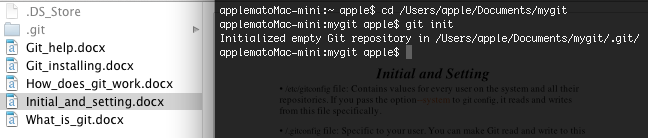 .DS_Store
.git
Git_help.docx
Git_installing.docx
How_does_git_work.docx
Initial_and_setting.docx
What_is_git.docx
applematoMac-mini:~ apple$ cd /Users/apple/Documents/mygit
applematoMac-mini:mygit apple$ git init
Initialized empty Git repository in /Users/apple/Documents/mygit/.git/
applematoMac-mini:mygit apple$
Initial and Setting
• /etc/gitconfig file: Contains values for every user on the system and all their
repositories. If you pass the option --system to git config, it reads and writes
from this file specifically.
• ~/.gitconfig file: Specific to your user. You can make Git read and write to this